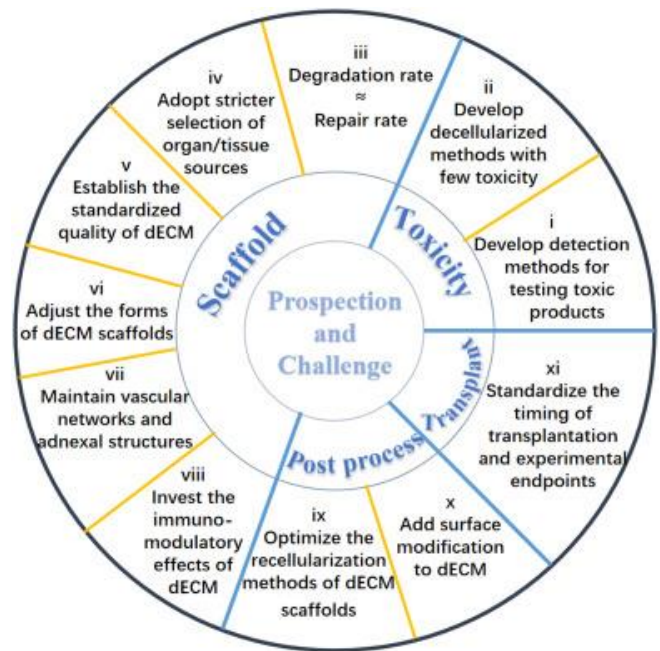 Prospection
and
Challenge
Toxicity
Transplant
Post process
Scaffold
i
Develop detection
methods for
testing toxic
products
ii
Develop
decellularized
methods with
few toxicity
iii
Degradation rate
≈
Repair rate
iv
Adopt stricter
selection of
organ/tissue
sources
v
Establish the
standardized
quality of dECM
vi
Adjust the forms
of dECM scaffolds
vii
Maintain vascular
networks and
adnexal structures
viii
Invest the
immuno-
modulatory
effects of
dECM
ix
Optimize the
recellularization
methods of dECM
scaffolds
x
Add surface
modification
to dECM
xi
Standardize the
timing of
transplantation
and experimental
endpoints